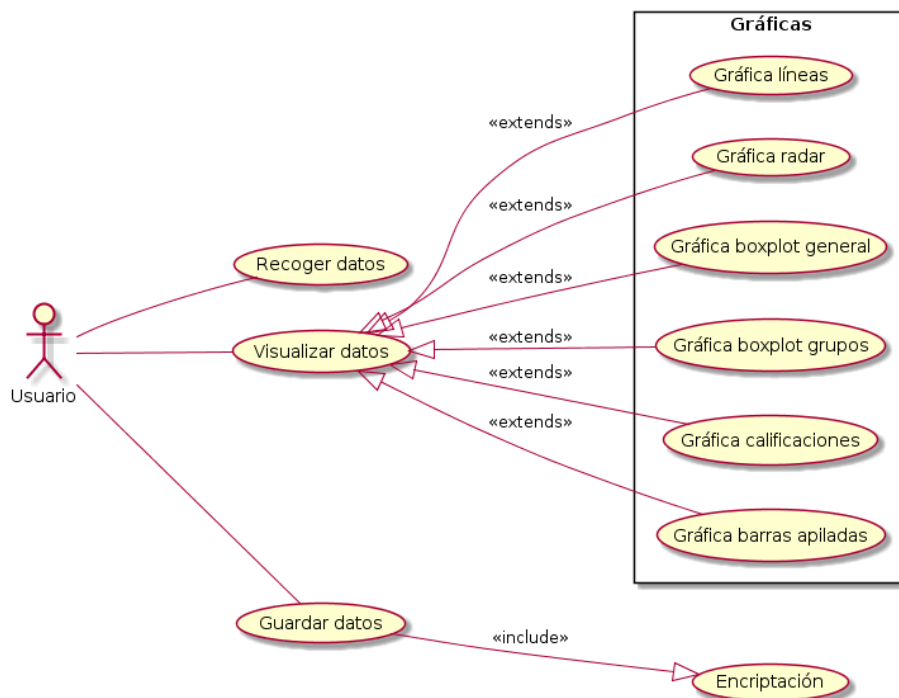 Gráficas
Gráfica líneas
«extends»
Gráfica radar
«extends»
Gráfica boxplot general
Recoger datos
«extends»
Gráfica boxplot grupos
«extends»
Visualizar datos
«extends»
Usuario
«extends»
Gráfica calificaciones
Gráfica barras apiladas
Guardar datos
«include»
Encriptación